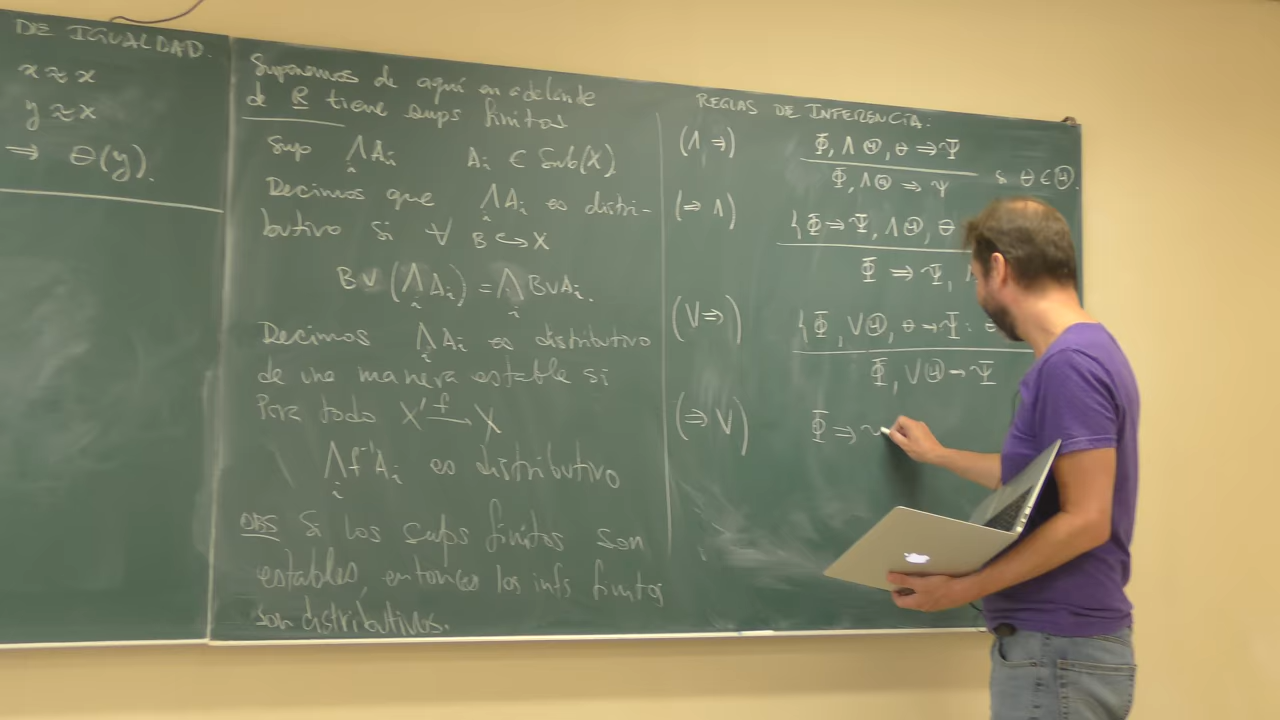 DE IGUALDAD.
x ≈ x
y ≈ x
⇒ θ(y).
Suponemos de aquí en adelante
d R tiene sups finitos
Sup ⋀ᵢ Aᵢ    Aᵢ ∈ Sub(X)
Decimos que ⋀ᵢ Aᵢ es distri-
butivo si ∀ B ↪ X
B ∨ (⋀ᵢ Aᵢ) = ⋀ᵢ B∨Aᵢ.
Decimos ⋀ᵢ Aᵢ es distributivo
de una manera estable si
Para todo X' →f X
⋀ᵢ f⁻¹Aᵢ es distributivo
OBS Si los sups finitos son
estables, entonces los infs finitos
son distributivos.
REGLAS DE INFERENCIA:
(⋀ ⇒)  Φ, ⋀Θ, θ ⇒ Ψ
Φ, ⋀Θ ⇒ Ψ    si θ ∈ Θ.
(⇒ ⋀)  {Φ ⇒ Ψ, ⋀Θ, θ
Φ ⇒ Ψ, ⋀
(⋁ ⇒)  {Φ, ⋁Θ, θ → Ψ : θ
Φ, ⋁Θ → Ψ
(⇒ ⋁)  Φ ⇒